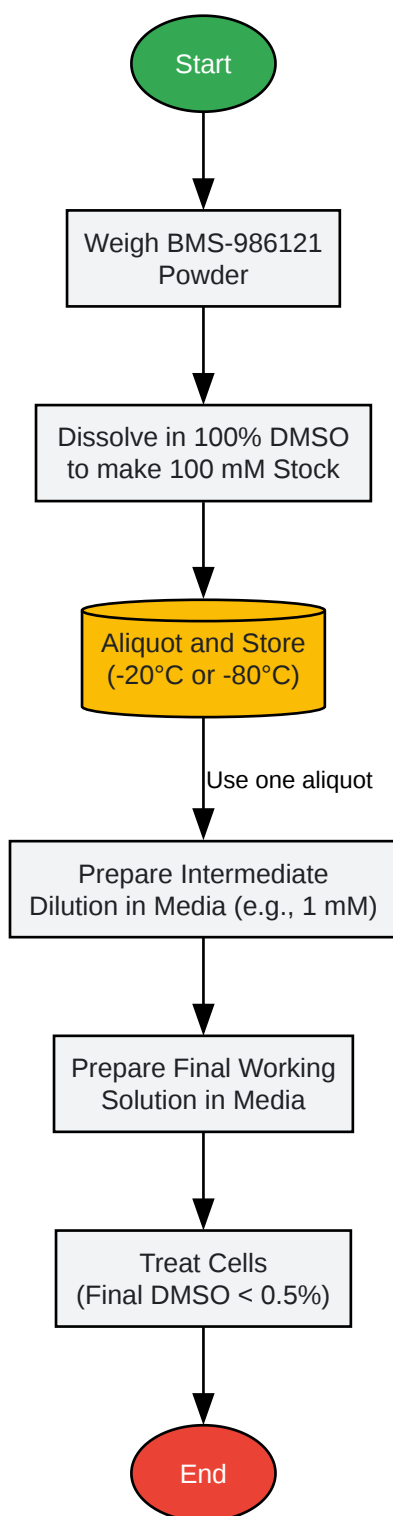 Start
Weigh BMS-986121
Powder
Dissolve in 100% DMSO
to make 100 mM Stock
Aliquot and Store
(-20°C or -80°C)
Use one aliquot
Prepare Intermediate
Dilution in Media (e.g., 1 mM)
Prepare Final Working
Solution in Media
Treat Cells
(Final DMSO < 0.5%)
End